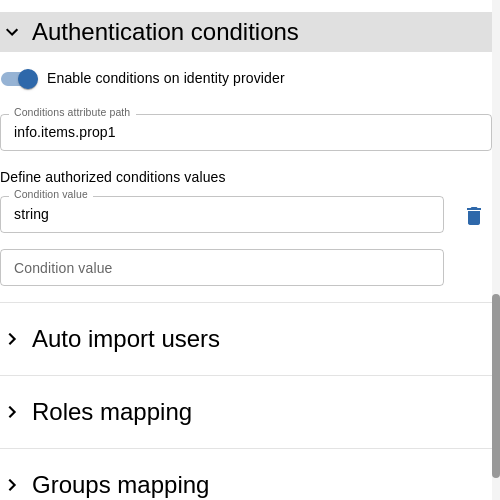 Authentication conditions
Enable conditions on identity provider
Conditions attribute path
info.items.prop1
Define authorized conditions values
Condition value
string
Condition value
Auto import users
Roles mapping
Groups mapping